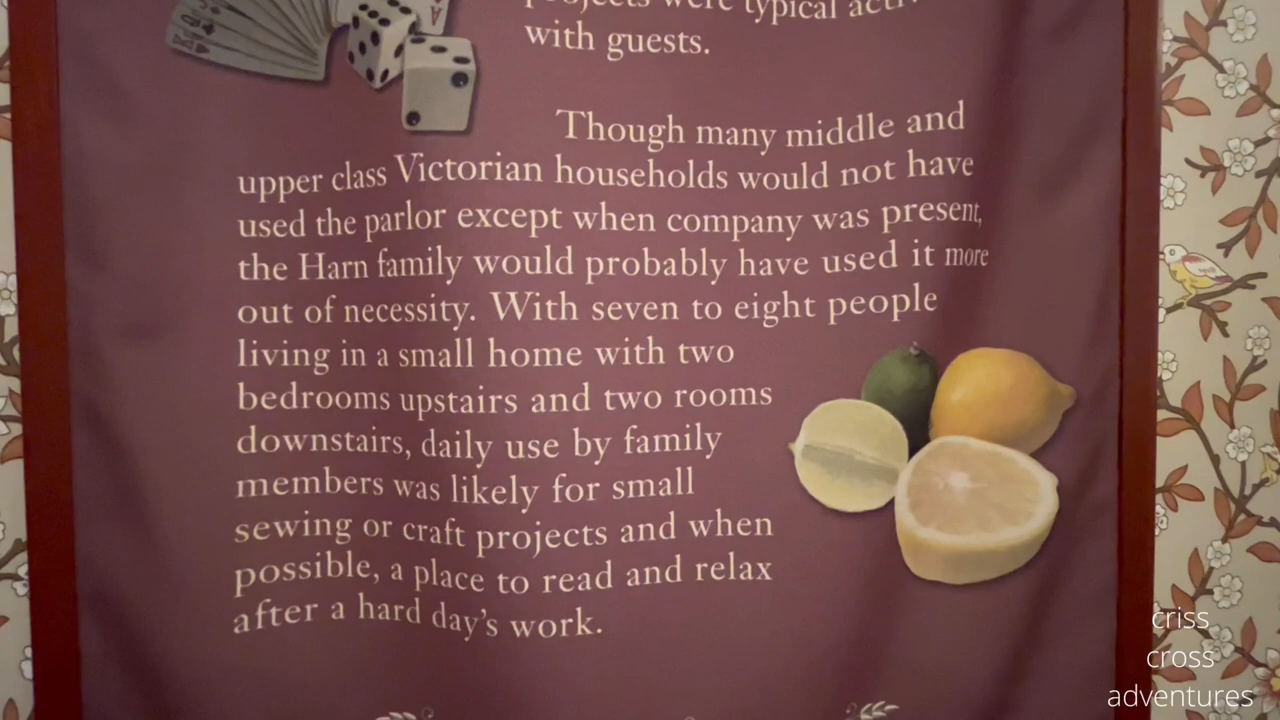 were typical
with guests.
Though many middle and
upper class Victorian households would not have
used the parlor except when company was present,
the Harn family would probably have used it more
out of necessity. With seven to eight people
living in a small home with two
bedrooms upstairs and two rooms
downstairs, daily use by family
members was likely for small
sewing or craft projects and when
possible, a place to read and relax
after a hard day's work.
criss
cross
adventures